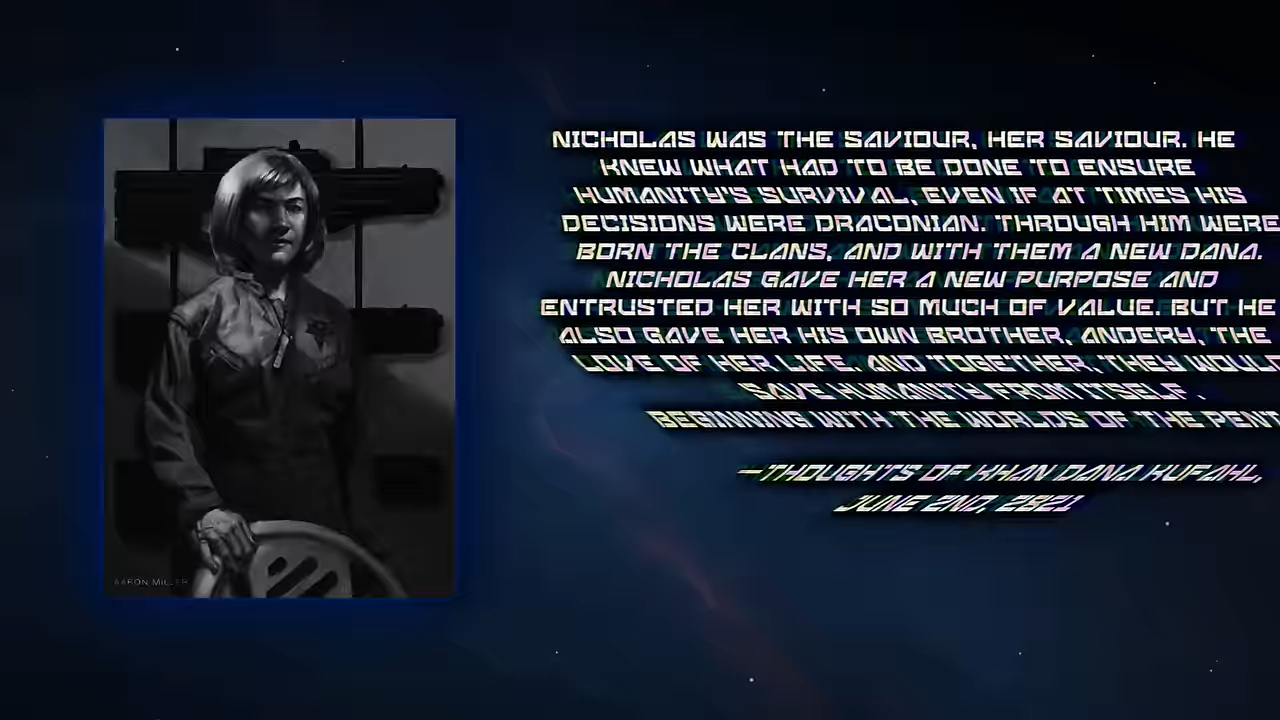 NICHOLAS WAS THE SAVIOUR, HER SAVIOUR. HE
KNEW WHAT HAD TO BE DONE TO ENSURE
HUMANITY'S SURVIVAL, EVEN IF AT TIMES HIS
DECISIONS WERE DRACONIAN. THROUGH HIM WERE
BORN THE CLANS, AND WITH THEM A NEW DANA.
NICHOLAS GAVE HER A NEW PURPOSE AND
ENTRUSTED HER WITH SO MUCH OF VALUE. BUT HE
ALSO GAVE HER HIS OWN BROTHER, ANDERY, THE
LOVE OF HER LIFE. AND TOGETHER, THEY WOUL
SAVE HUMANITY FROM ITSELF .
BEGINNING WITH THE WORLDS OF THE PENT
—THOUGHTS OF KHAN DANA KUFAHL,
JUNE 2ND, 2821
AARON MILLER